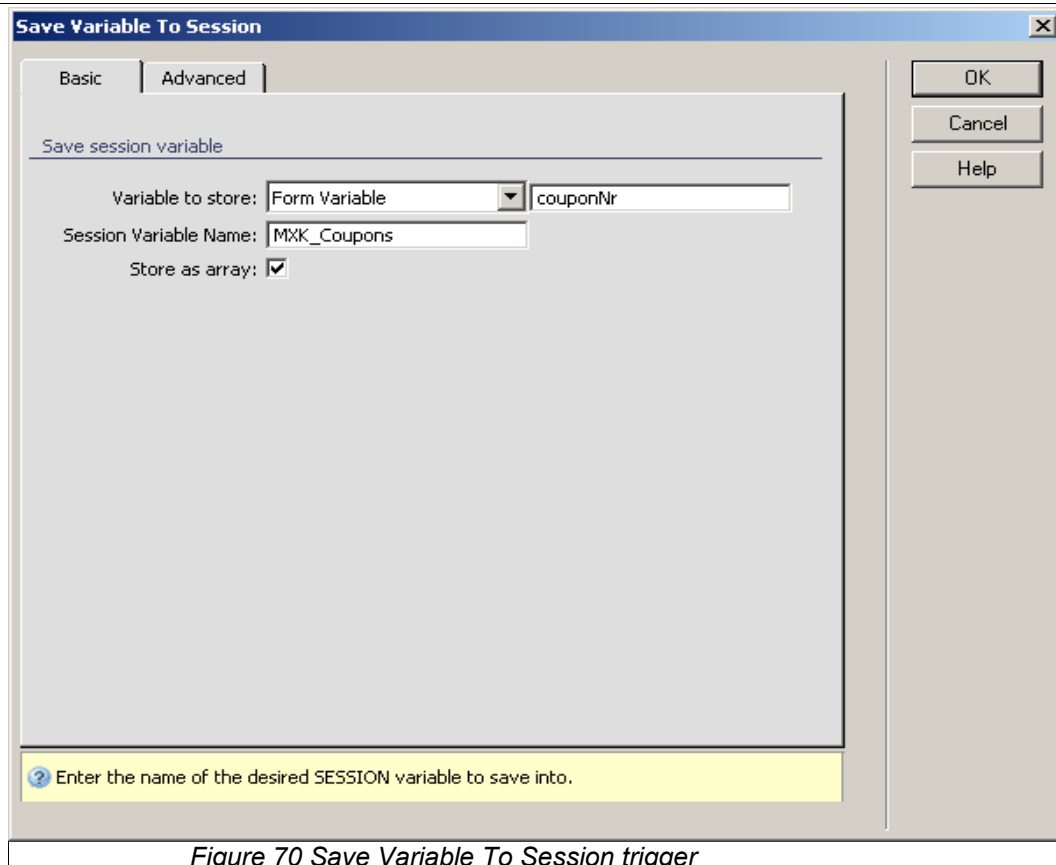 Save Variable To Session
Basic Advanced
OK
Cancel
Help
Save session variable
Variable to store: Form Variable couponNr
Session Variable Name: MXK_Coupons
Store as array:
Enter the name of the desired SESSION variable to save into.
Figure 70 Save Variable To Session trigger